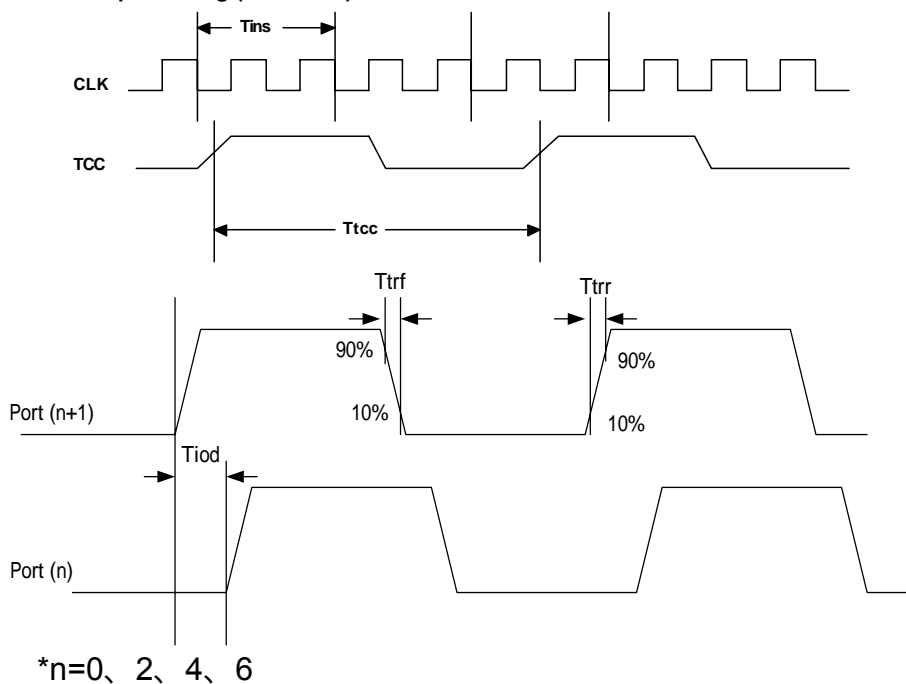 Tins
CLK
TCC
Ttcc
Ttrf
Ttrr
90%
90%
Port (n+1)
10%
10%
Tiod
Port (n)
*n=0、2、4、6